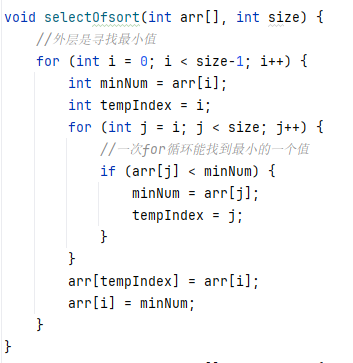 void selectOfsort(int arr[], int size) {
    //外层是寻找最小值
    for (int i = 0; i < size-1; i++) {
        int minNum = arr[i];
        int tempIndex = i;
        for (int j = i; j < size; j++) {
            //一次for循环能找到最小的一个值
            if (arr[j] < minNum) {
                minNum = arr[j];
                tempIndex = j;
            }
        }
        arr[tempIndex] = arr[i];
        arr[i] = minNum;
    }
}